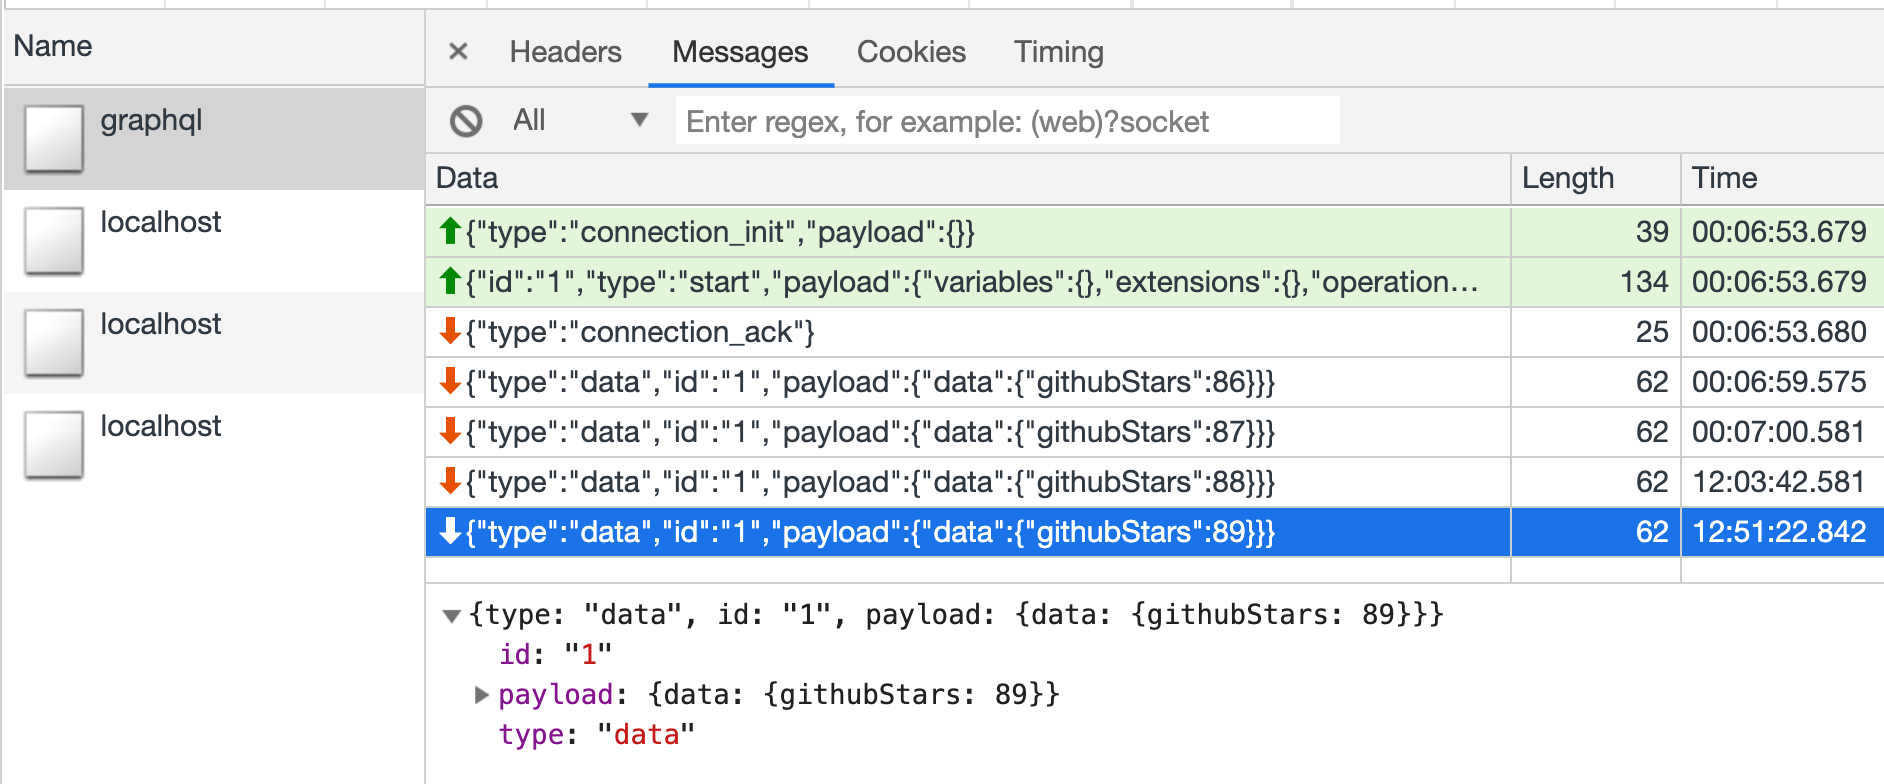 Name
graphql
localhost
localhost
localhost
× Headers Messages Cookies Timing
All ▼ Enter regex, for example: (web)?socket
Data Length Time
{"type":"connection_init","payload":{}} 39 00:06:53.679
{"id":"1","type":"start","payload":{"variables":{},"extensions":{},"operation… 134 00:06:53.679
{"type":"connection_ack"} 25 00:06:53.680
{"type":"data","id":"1","payload":{"data":{"githubStars":86}}} 62 00:06:59.575
{"type":"data","id":"1","payload":{"data":{"githubStars":87}}} 62 00:07:00.581
{"type":"data","id":"1","payload":{"data":{"githubStars":88}}} 62 12:03:42.581
{"type":"data","id":"1","payload":{"data":{"githubStars":89}}} 62 12:51:22.842
{type: "data", id: "1", payload: {data: {githubStars: 89}}}
id: "1"
payload: {data: {githubStars: 89}}
type: "data"